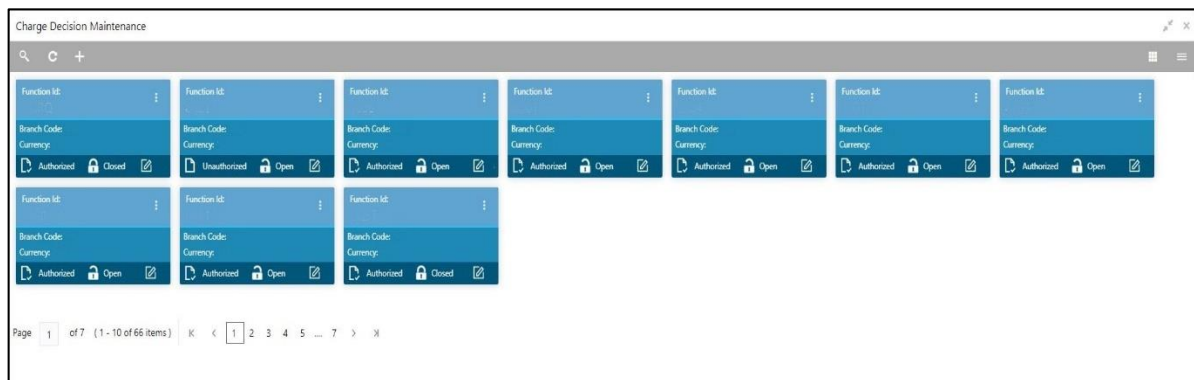 Charge Decision Maintenance
Function Id: Function Id: Function Id: Function Id: Function Id: Function Id: Function Id:
Branch Code: Branch Code: Branch Code: Branch Code: Branch Code: Branch Code: Branch Code:
Currency: Currency: Currency: Currency: Currency: Currency: Currency:
Authorized Closed Unauthorized Open Authorized Open Authorized Open Authorized Open Authorized Open Authorized Open
Function Id: Function Id: Function Id:
Branch Code: Branch Code: Branch Code:
Currency: Currency: Currency:
Authorized Open Authorized Open Authorized Closed
Page 1 of 7 (1 - 10 of 66 items) 1 2 3 4 5 ... 7